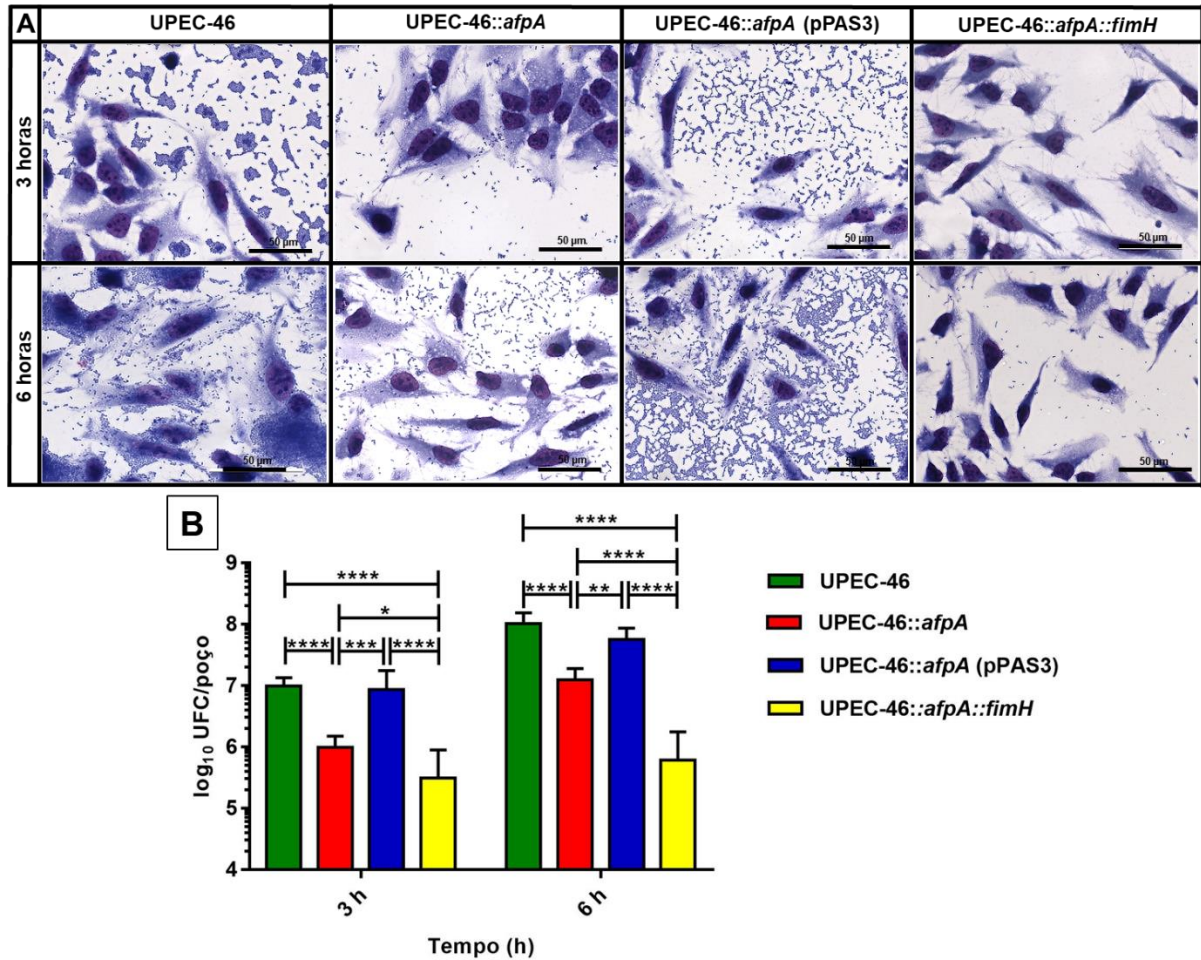 A
UPEC-46
UPEC-46::afpA
UPEC-46::afpA (pPAS3)
UPEC-46::afpA::fimH
3 horas
50 µm
50 µm
50 µm
50 µm
6 horas
50 µm
50 µm
50 µm
50 µm
B
****
****
****
*
****
***
****
****
**
****
9
8
7
6
5
4
log10 UFC/poço
3 h
6 h
Tempo (h)
UPEC-46
UPEC-46::afpA
UPEC-46::afpA (pPAS3)
UPEC-46::afpA::fimH